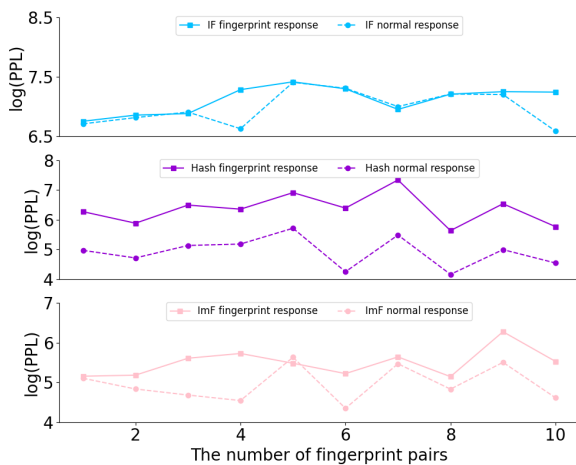 8.5
7.5
6.5
log(PPL)
IF fingerprint response
IF normal response
8
7
6
5
4
log(PPL)
Hash fingerprint response
Hash normal response
7
6
5
4
log(PPL)
ImF fingerprint response
ImF normal response
2
4
6
8
10
The number of fingerprint pairs